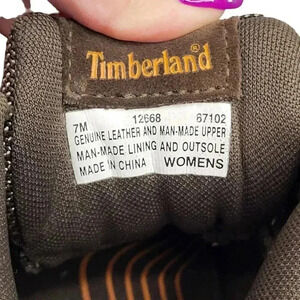 Timberland®
7M 12668 67102
GENUINE LEATHER AND MAN-MADE UPPER
MAN-MADE LINING AND OUTSOLE
MADE IN CHINA WOMENS